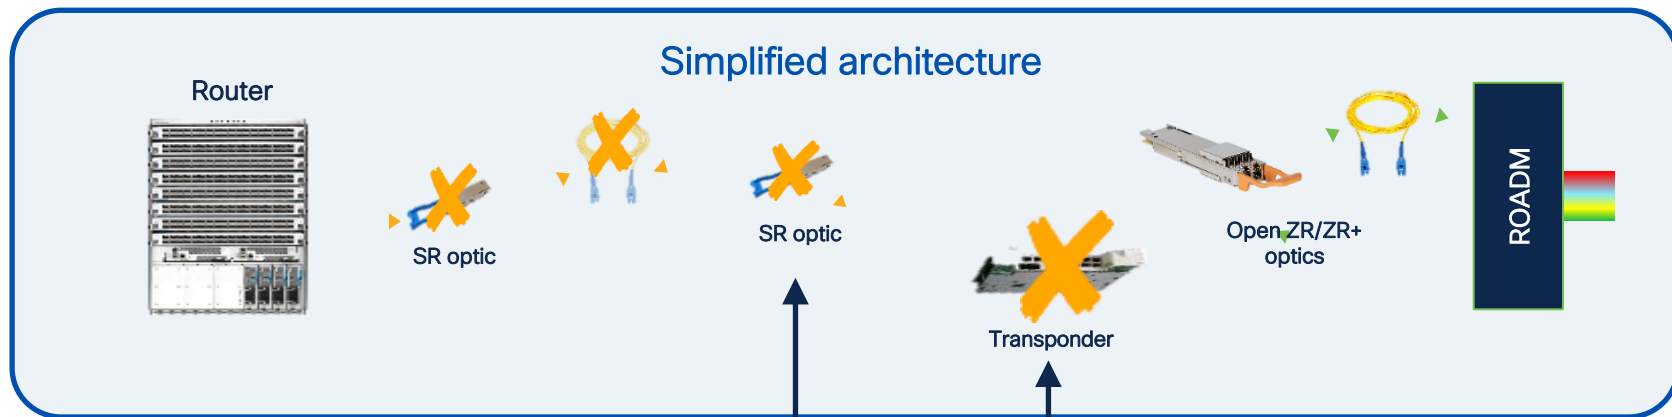 Simplified architecture
Router
SR optic
SR optic
Transponder
Open ZR/ZR+
optics
ROADM